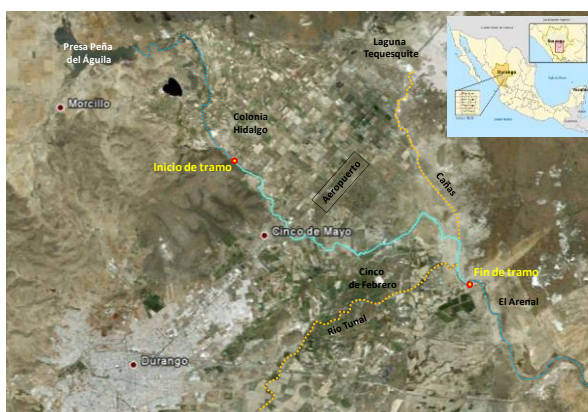 Presa Peña
del Águila
Laguna
Tequesquite
Durango
Morcillo
Colonia
Hidalgo
Inicio de tramo
Aeropuerto
Cañas
Cinco de Mayo
Cinco
de Febrero
Fin de tramo
El Arenal
Río Tunal
Durango